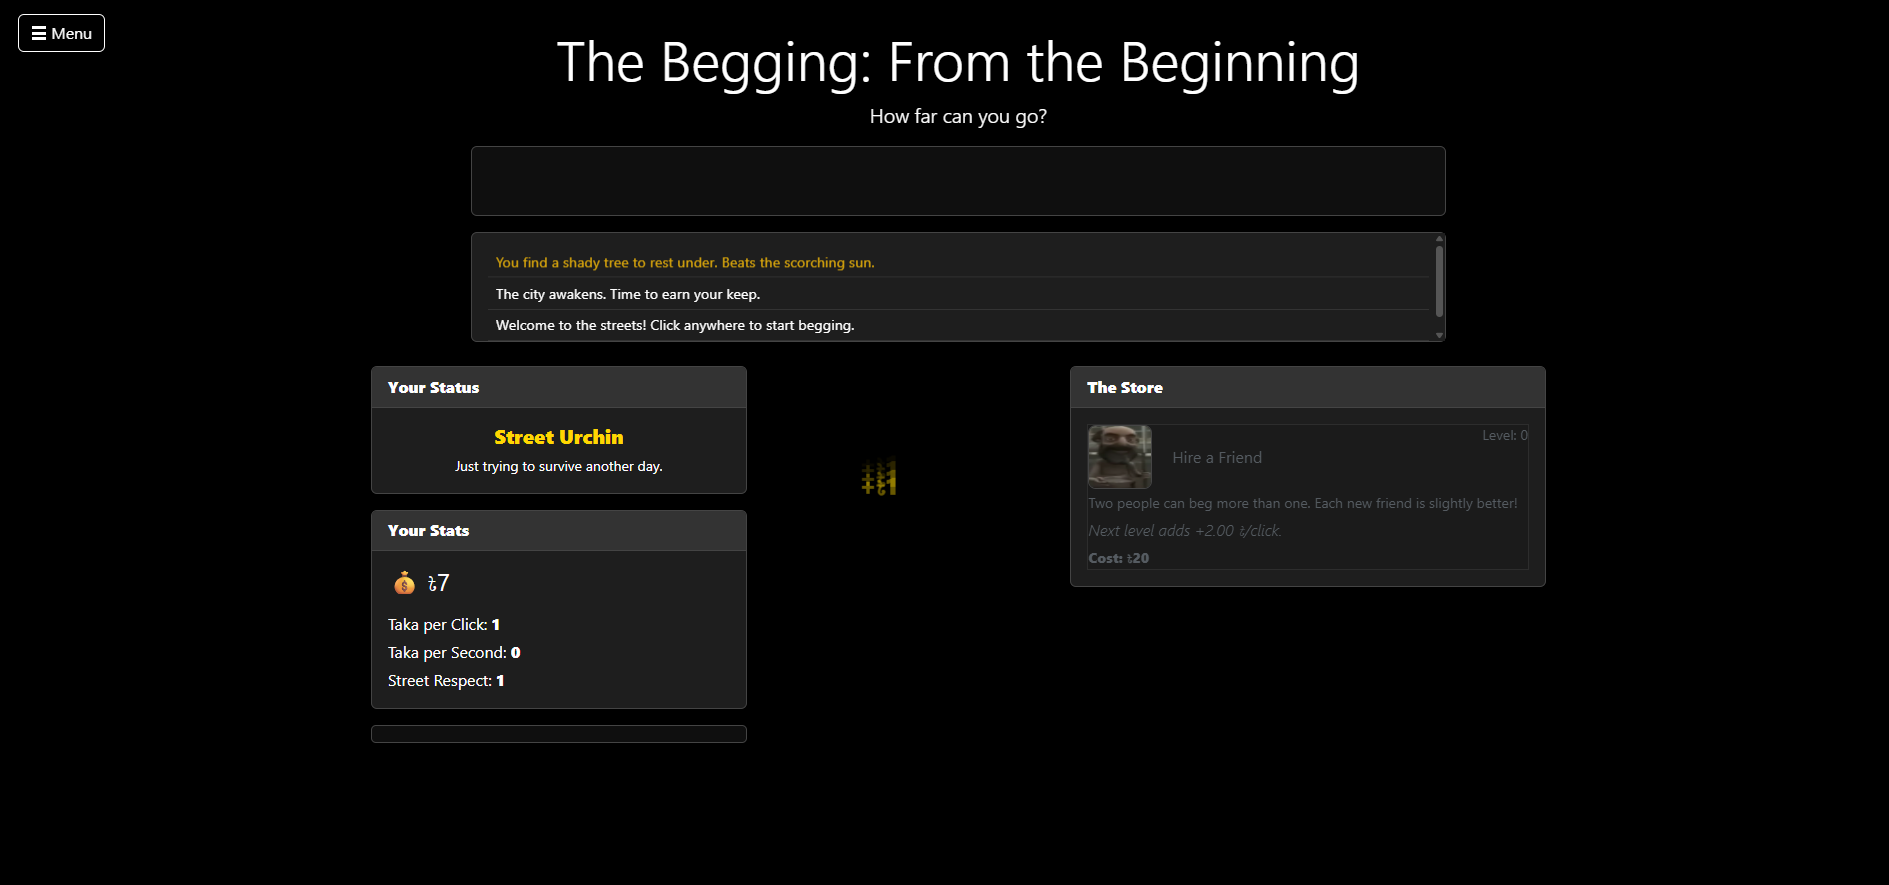 ☰ Menu
The Begging: From the Beginning
How far can you go?
You find a shady tree to rest under. Beats the scorching sun.
The city awakens. Time to earn your keep.
Welcome to the streets! Click anywhere to start begging.
Your Status
Street Urchin
Just trying to survive another day.
Your Stats
৳7
Taka per Click: 1
Taka per Second: 0
Street Respect: 1
+৳1
The Store
Level: 0
Hire a Friend
Two people can beg more than one. Each new friend is slightly better!
Next level adds +2.00 ৳/click.
Cost: ৳20